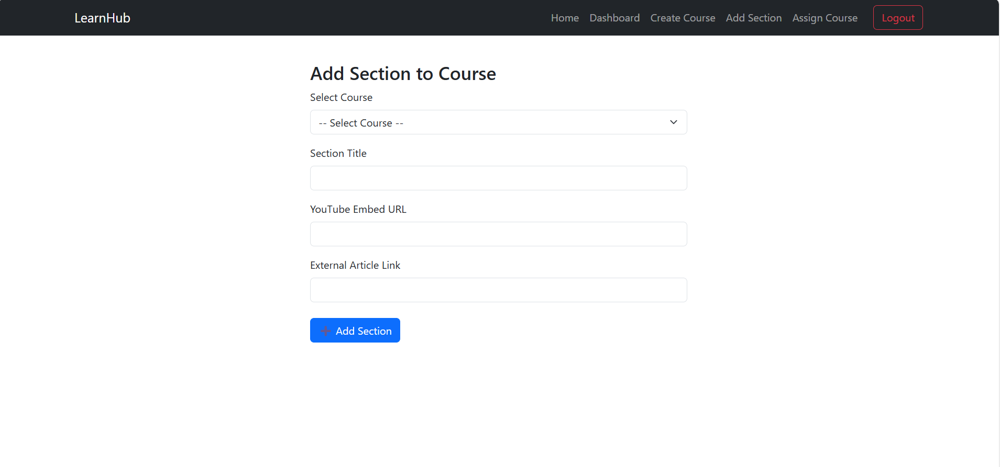 LearnHub Home Dashboard Create Course Add Section Assign Course Logout
Add Section to Course
Select Course
-- Select Course --
Section Title
YouTube Embed URL
External Article Link
➕ Add Section